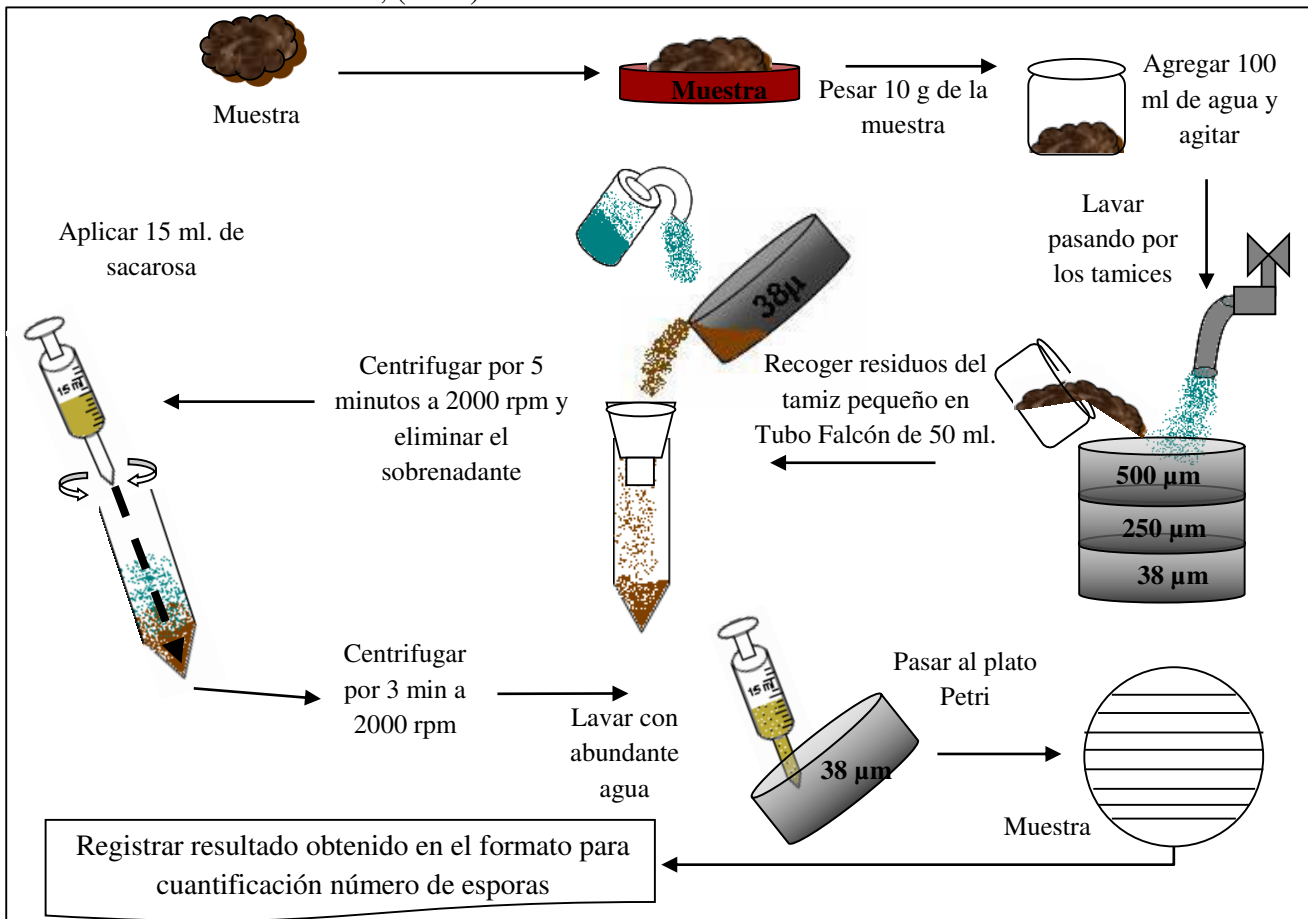 Muestra
Muestra
Pesar 10 g de la
muestra
Agregar 100
ml de agua y
agitar
Lavar
pasando por
los tamices
500 µm
250 µm
38 µm
38µ
Recoger residuos del
tamiz pequeño en
Tubo Falcón de 50 ml.
Centrifugar por 5
minutos a 2000 rpm y
eliminar el
sobrenadante
Aplicar 15 ml. de
sacarosa
15 ml
Centrifugar
por 3 min a
2000 rpm
Lavar con
abundante
agua
15 ml
38 µm
Pasar al plato
Petri
Muestra
Registrar resultado obtenido en el formato para
cuantificación número de esporas